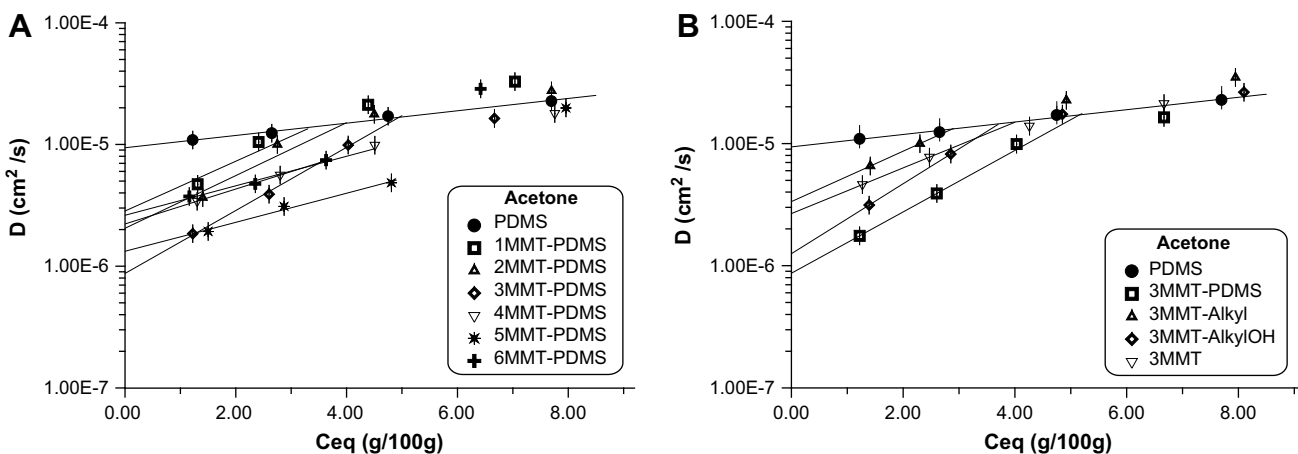 A
1.00E-4
1.00E-5
1.00E-6
1.00E-7
D (cm² /s)
0.00 2.00 4.00 6.00 8.00
Ceq (g/100g)
Acetone
PDMS
1MMT-PDMS
2MMT-PDMS
3MMT-PDMS
4MMT-PDMS
5MMT-PDMS
6MMT-PDMS
B
1.00E-4
1.00E-5
1.00E-6
1.00E-7
D (cm² /s)
0.00 2.00 4.00 6.00 8.00
Ceq (g/100g)
Acetone
PDMS
3MMT-PDMS
3MMT-Alkyl
3MMT-AlkylOH
3MMT